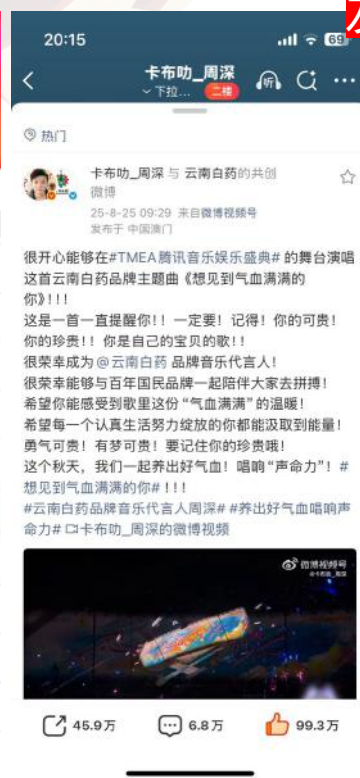 20:15
69
卡布叻_周深
下拉...
二楼
听
热门
卡布叻_周深 与 云南白药的共创
微博
25-8-25 09:29 来自微博视频号
发布于 中国澳门
很开心能够在#TMEA腾讯音乐娱乐盛典# 的舞台演唱
这首云南白药品牌主题曲《想见到气血满满的
你》!!!
这是一首一直提醒你!! 一定要! 记得! 你的可贵!
你的珍贵!! 你是自己的宝贝的歌!!
很荣幸成为@云南白药 品牌音乐代言人!
很荣幸能够与百年国民品牌一起陪伴大家去拼搏!
希望你能感受到歌里这份“气血满满”的温暖!
希望每一个认真生活努力绽放的你都能汲取到能量!
勇气可贵! 有梦可贵! 要记住你的珍贵哦!
这个秋天, 我们一起养出好气血! 唱响“声命力”! #
想见到气血满满的你# !!!
#云南白药品牌音乐代言人周深# #养出好气血唱响声
命力# 卡布叻_周深的微博视频
微博视频号
@卡布叻_周深
45.9万
6.8万
99.3万